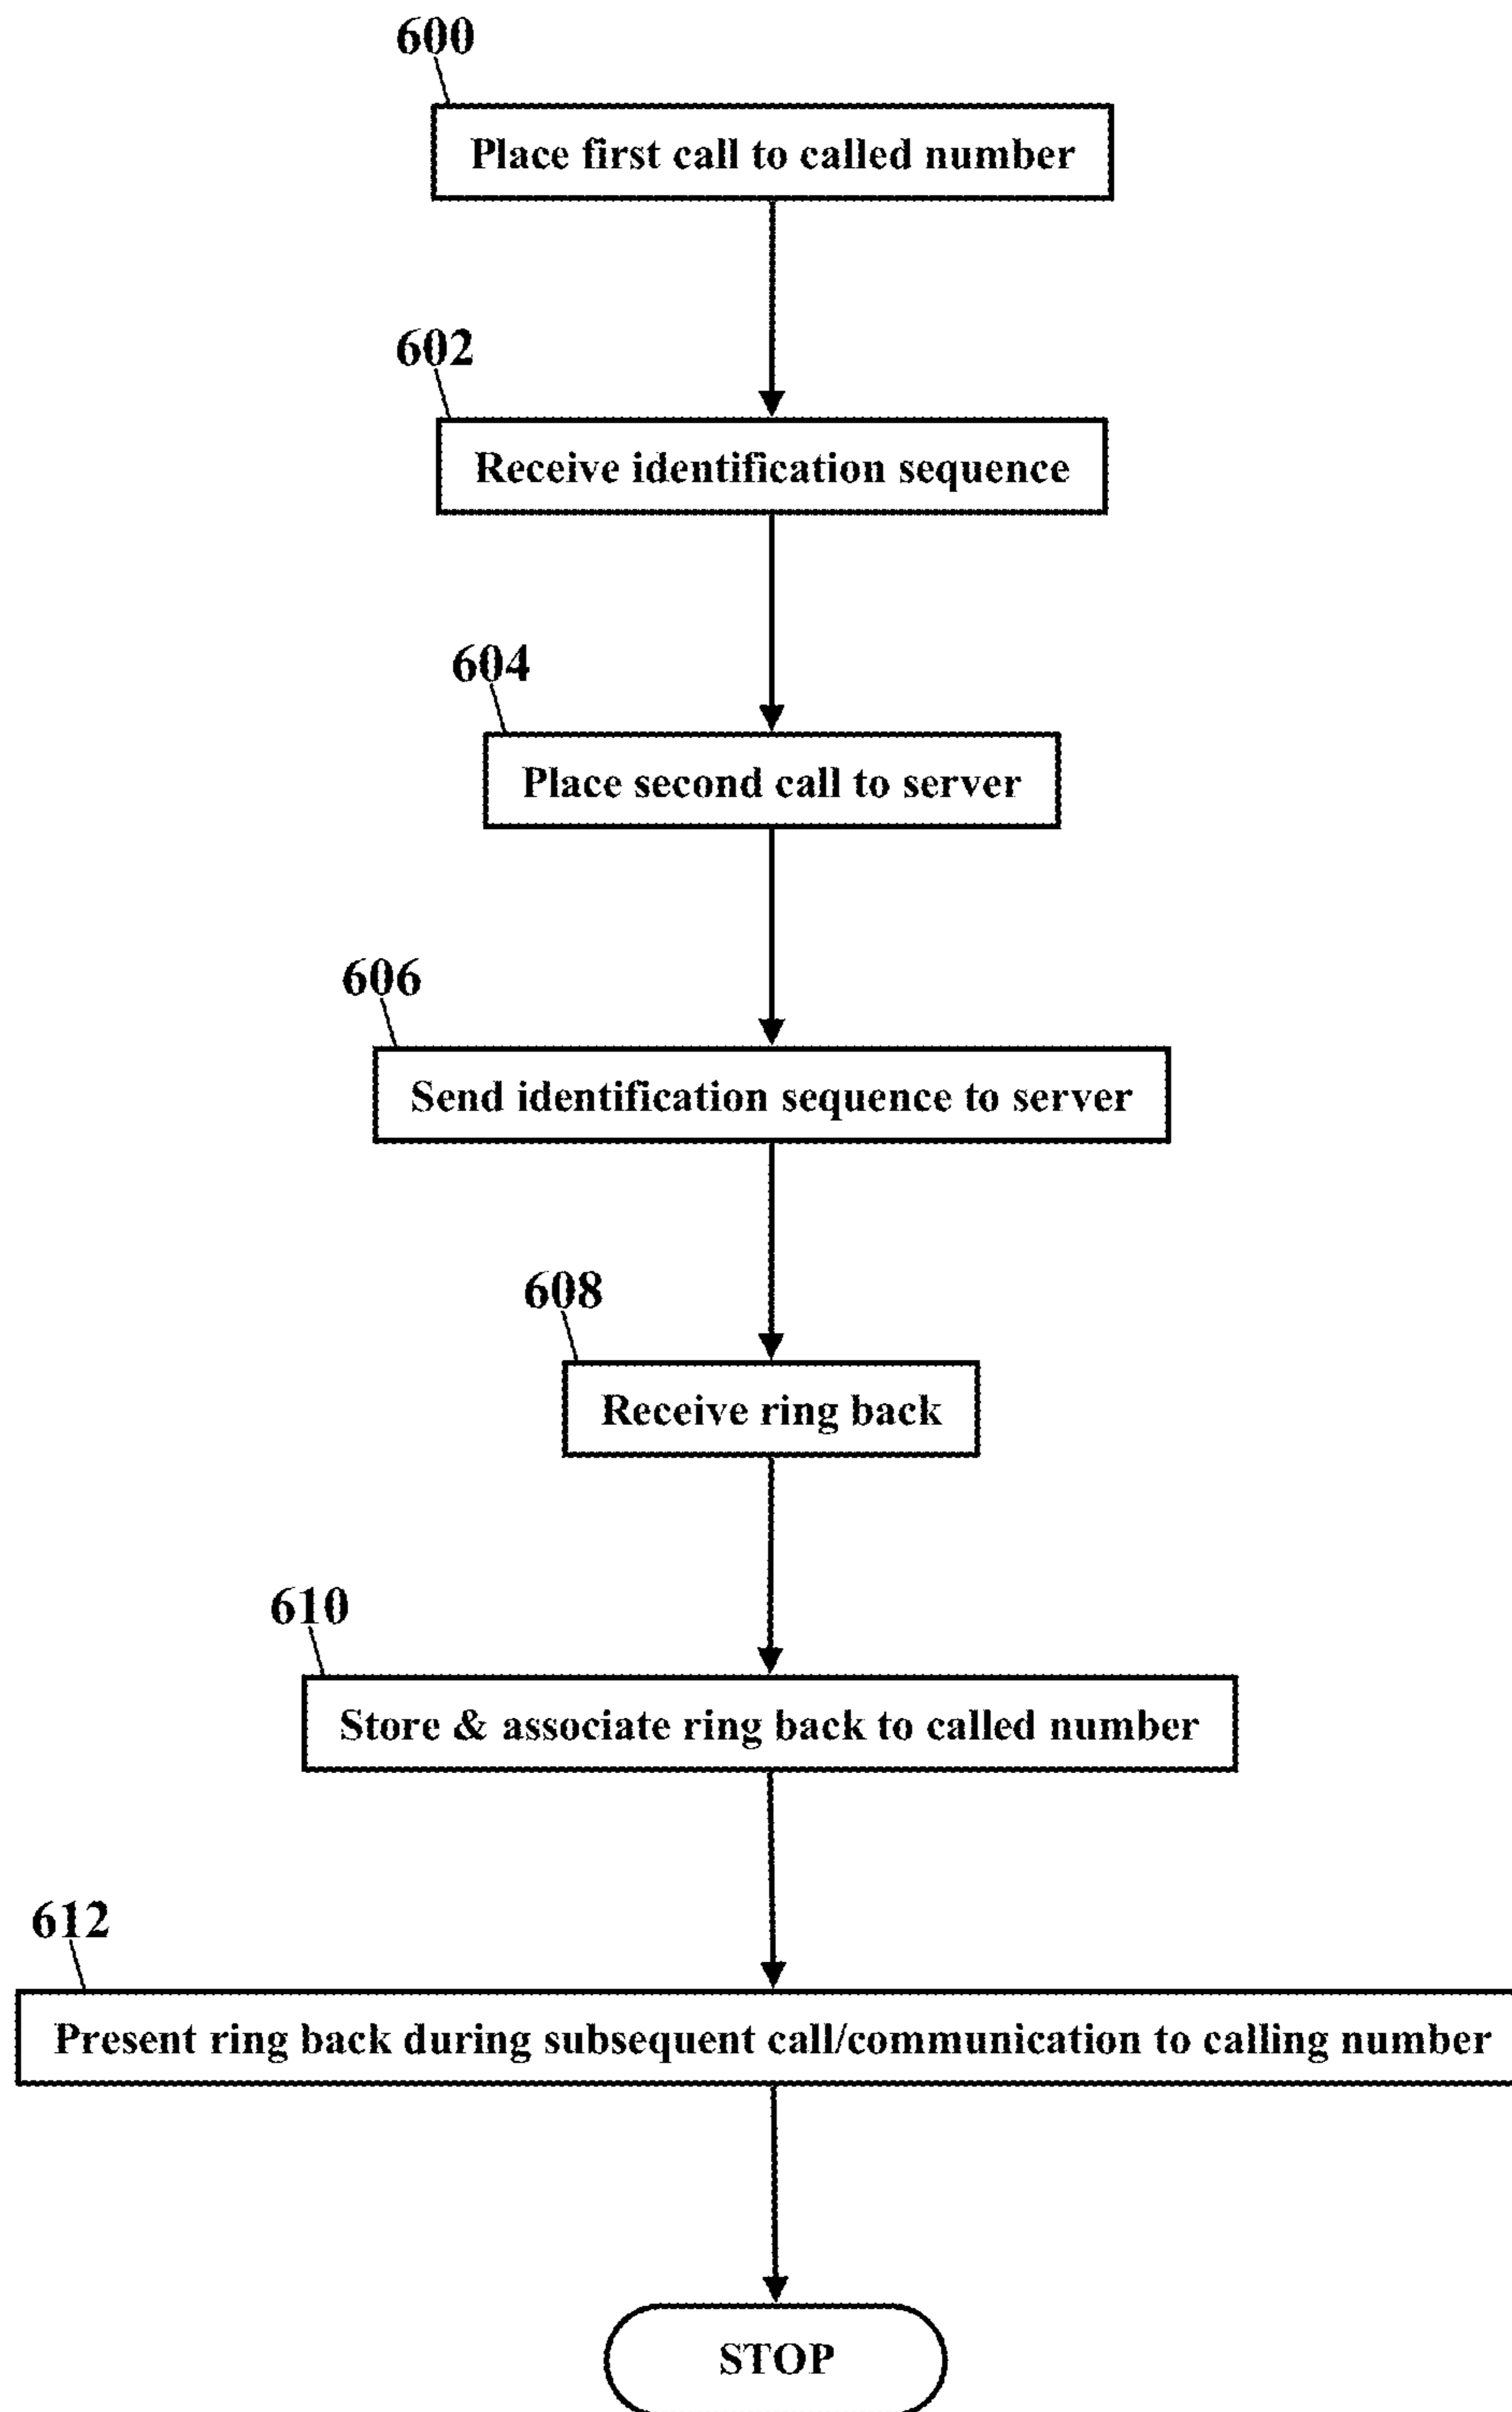 600
Place first call to called number
602
Receive identification sequence
604
Place second call to server
606
Send identification sequence to server
608
Receive ring back
610
Store & associate ring back to called number
612
Present ring back during subsequent call/communication to calling number
STOP